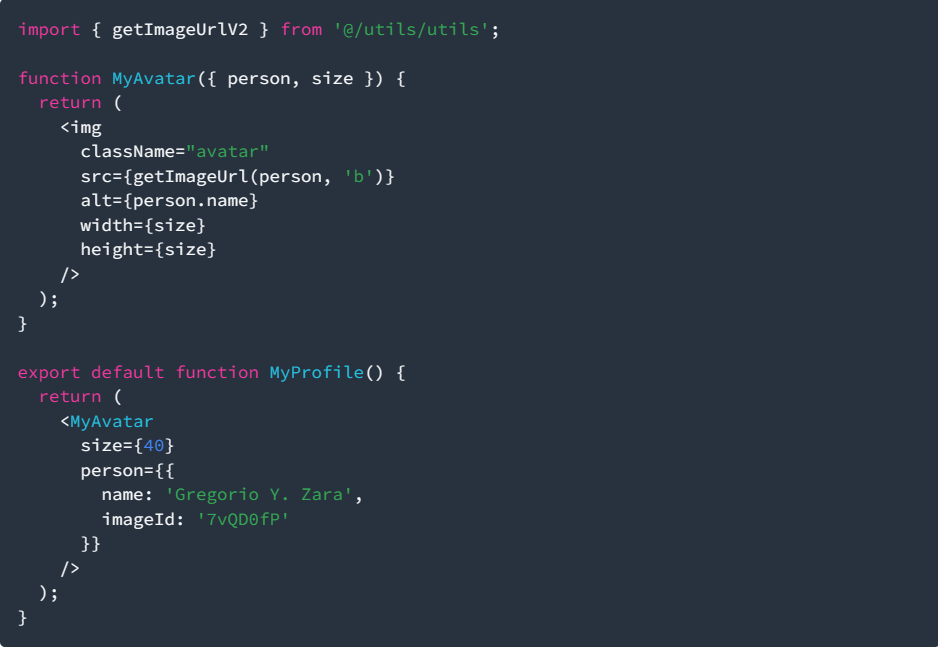 import { getImageUrlV2 } from '@/utils/utils';

function MyAvatar({ person, size }) {
  return (
    <img
      className="avatar"
      src={getImageUrl(person, 'b')}
      alt={person.name}
      width={size}
      height={size}
    />
  );
}

export default function MyProfile() {
  return (
    <MyAvatar
      size={40}
      person={{
        name: 'Gregorio Y. Zara',
        imageId: '7vQD0fP'
      }}
    />
  );
}